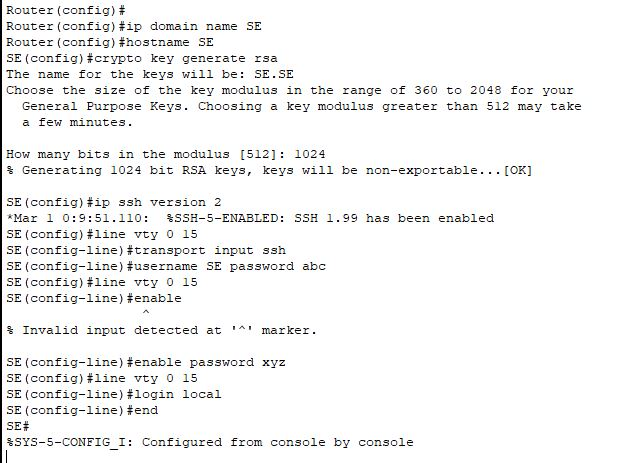 Router(config)#
Router(config)#ip domain name SE
Router(config)#hostname SE
SE(config)#crypto key generate rsa
The name for the keys will be: SE.SE
Choose the size of the key modulus in the range of 360 to 2048 for your
  General Purpose Keys. Choosing a key modulus greater than 512 may take
  a few minutes.

How many bits in the modulus [512]: 1024
% Generating 1024 bit RSA keys, keys will be non-exportable...[OK]

SE(config)#ip ssh version 2
*Mar 1 0:9:51.110:  %SSH-5-ENABLED: SSH 1.99 has been enabled
SE(config)#line vty 0 15
SE(config-line)#transport input ssh
SE(config-line)#username SE password abc
SE(config)#line vty 0 15
SE(config-line)#enable
                 ^
% Invalid input detected at '^' marker.

SE(config-line)#enable password xyz
SE(config)#line vty 0 15
SE(config-line)#login local
SE(config-line)#end
SE#
%SYS-5-CONFIG_I: Configured from console by console